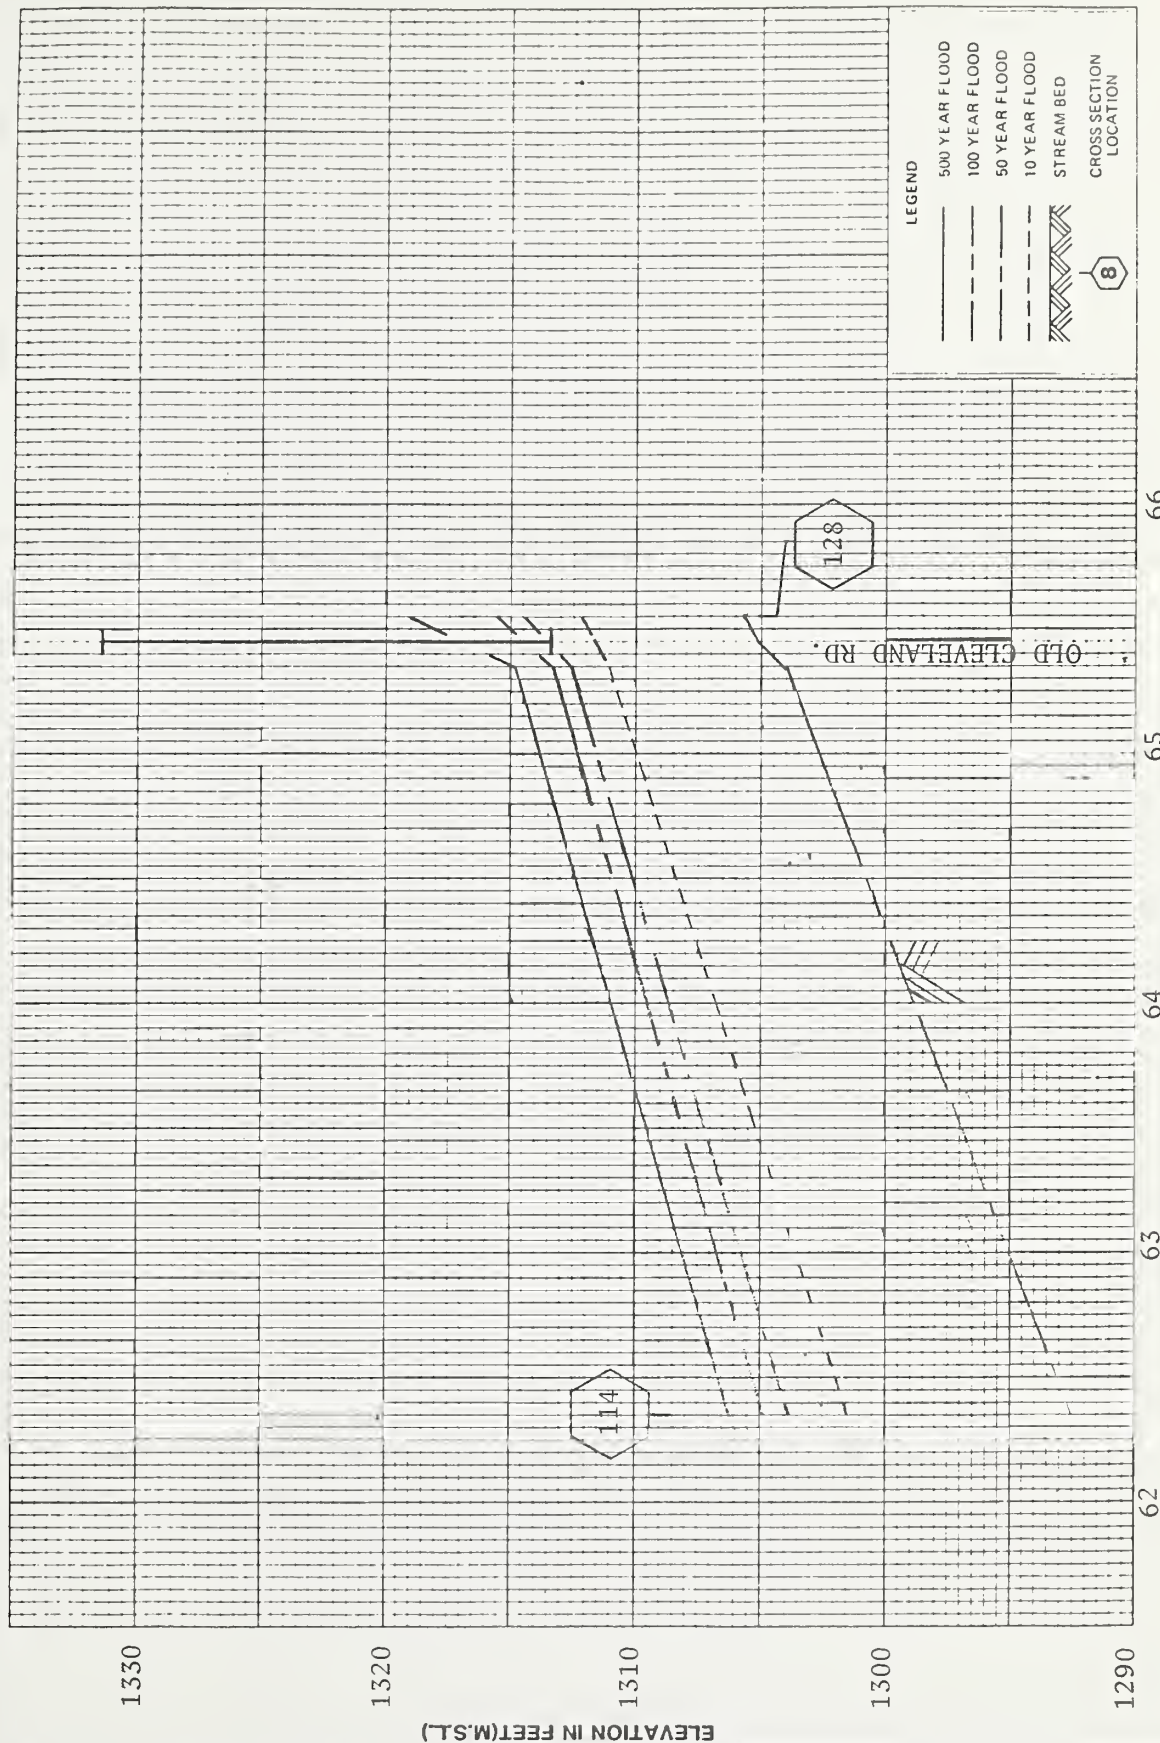 LEGEND
500 YEAR FLOOD
100 YEAR FLOOD
50 YEAR FLOOD
10 YEAR FLOOD
STREAM BED
8
CROSS SECTION
LOCATION
114
128
OLD CLEVELAND RD.
ELEVATION IN FEET(M.S.L.)
1330
1320
1310
1300
1290
62
63
64
65
66